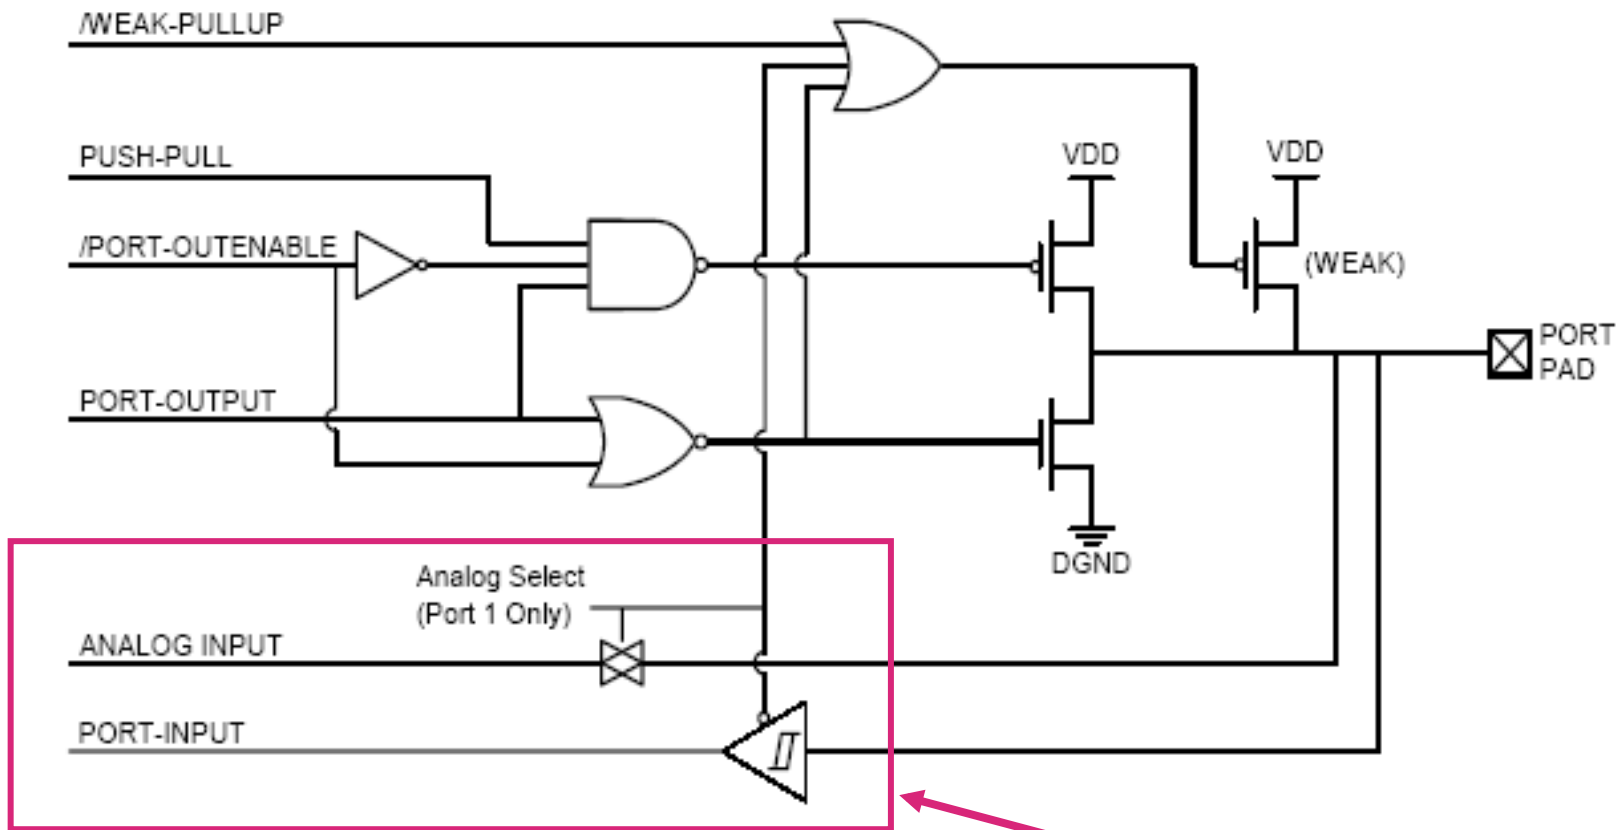 /WEAK-PULLUP
PUSH-PULL
VDD
VDD
/PORT-OUTENABLE
(WEAK)
PORT
PAD
PORT-OUTPUT
DGND
Analog Select
(Port 1 Only)
ANALOG INPUT
PORT-INPUT